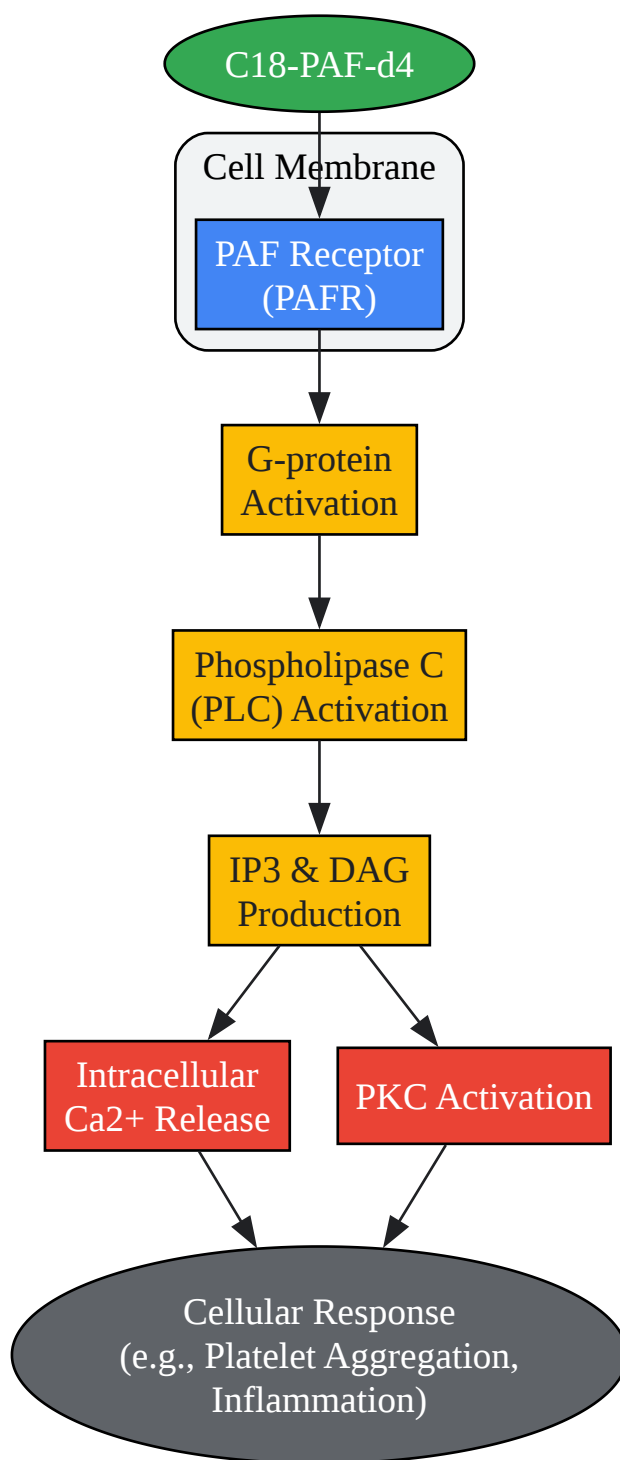 C18-PAF-d4
Cell Membrane
PAF Receptor
(PAFR)
G-protein
Activation
Phospholipase C
(PLC) Activation
IP3 & DAG
Production
Intracellular
Ca2+ Release
PKC Activation
Cellular Response
(e.g., Platelet Aggregation,
Inflammation)